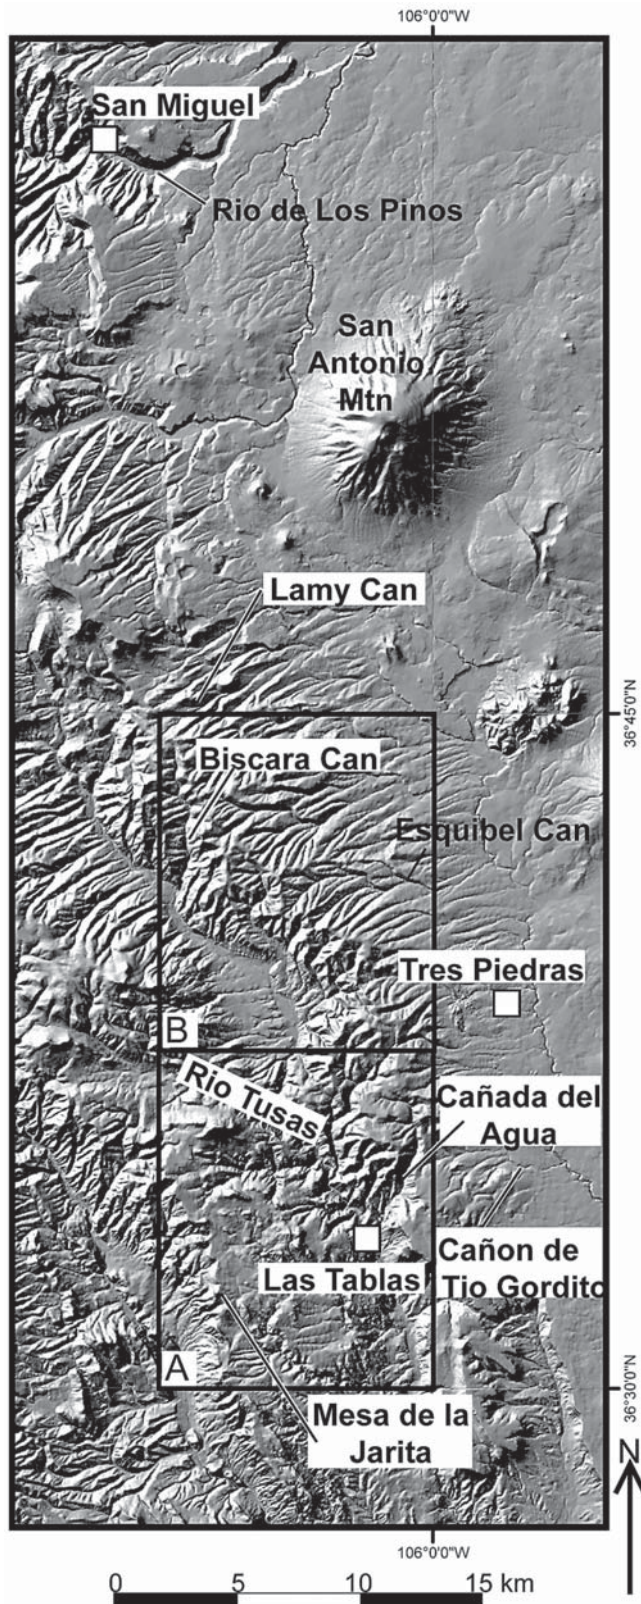 106°0'0"W
San Miguel
Rio de Los Pinos
San
Antonio
Mtn
Lamy Can
36°45'0"N
Biscara Can
Esquibel Can
Tres Piedras
B
Rio Tusas
Cañada del
Agua
Las Tablas
Cañon de
Tio Gordito
A
36°30'0"N
Mesa de la
Jarita
N
106°0'0"W
0 5 10 15 km